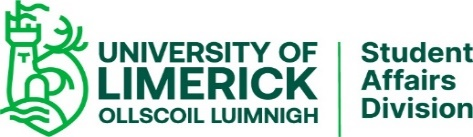 UNIVERSITY OF
LIMERICK
OLLSCOIL LUIMNIGH
Student
Affairs
Division